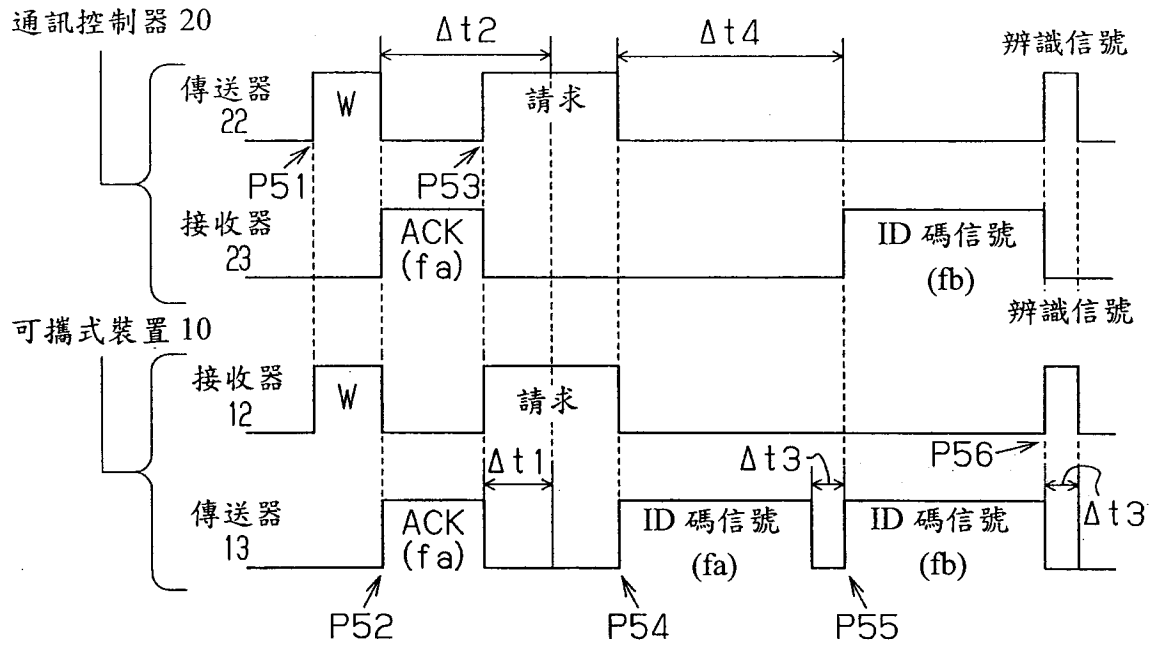 通訊控制器 20
Δt2
Δt4
辨識信號
傳送器
22
W
請求
P51
P53
接收器
23
ACK
(fa)
ID 碼信號
(fb)
辨識信號
可攜式裝置 10
接收器
12
W
請求
P56
Δt1
Δt3
Δt3
傳送器
13
ACK
(fa)
ID 碼信號
(fa)
ID 碼信號
(fb)
P52
P54
P55